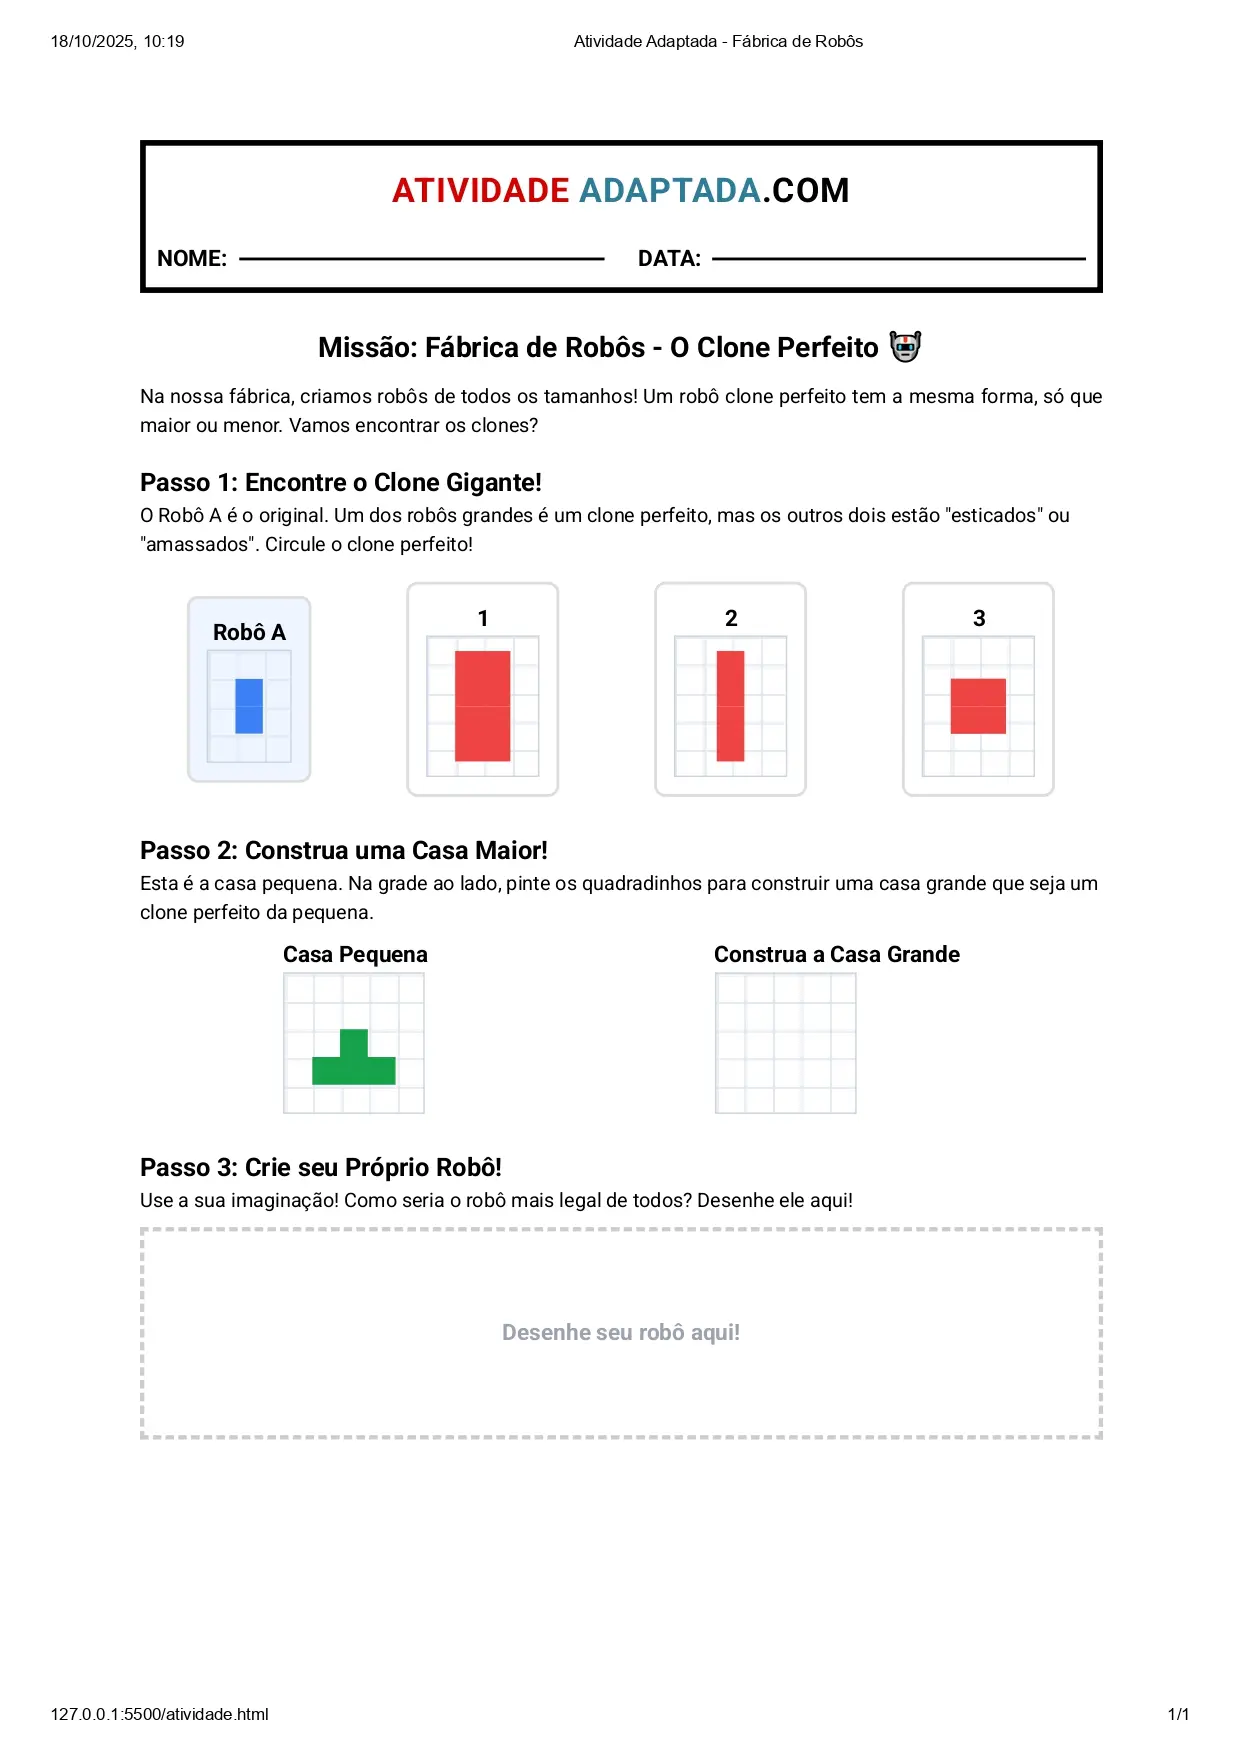 18/10/2025, 10:19 Atividade Adaptada - Fábrica de Robôs
ATIVIDADE ADAPTADA.COM
NOME: DATA:
Missão: Fábrica de Robôs - O Clone Perfeito
Na nossa fábrica, criamos robôs de todos os tamanhos! Um robô clone perfeito tem a mesma forma, só que
maior ou menor. Vamos encontrar os clones?
Passo 1: Encontre o Clone Gigante!
O Robô A é o original. Um dos robôs grandes é um clone perfeito, mas os outros dois estão "esticados" ou
"amassados". Circule o clone perfeito!
Robô A 1 2 3
Passo 2: Construa uma Casa Maior!
Esta é a casa pequena. Na grade ao lado, pinte os quadradinhos para construir uma casa grande que seja um
clone perfeito da pequena.
Casa Pequena Construa a Casa Grande
Passo 3: Crie seu Próprio Robô!
Use a sua imaginação! Como seria o robô mais legal de todos? Desenhe ele aqui!
Desenhe seu robô aqui!
127.0.0.1:5500/atividade.html 1/1